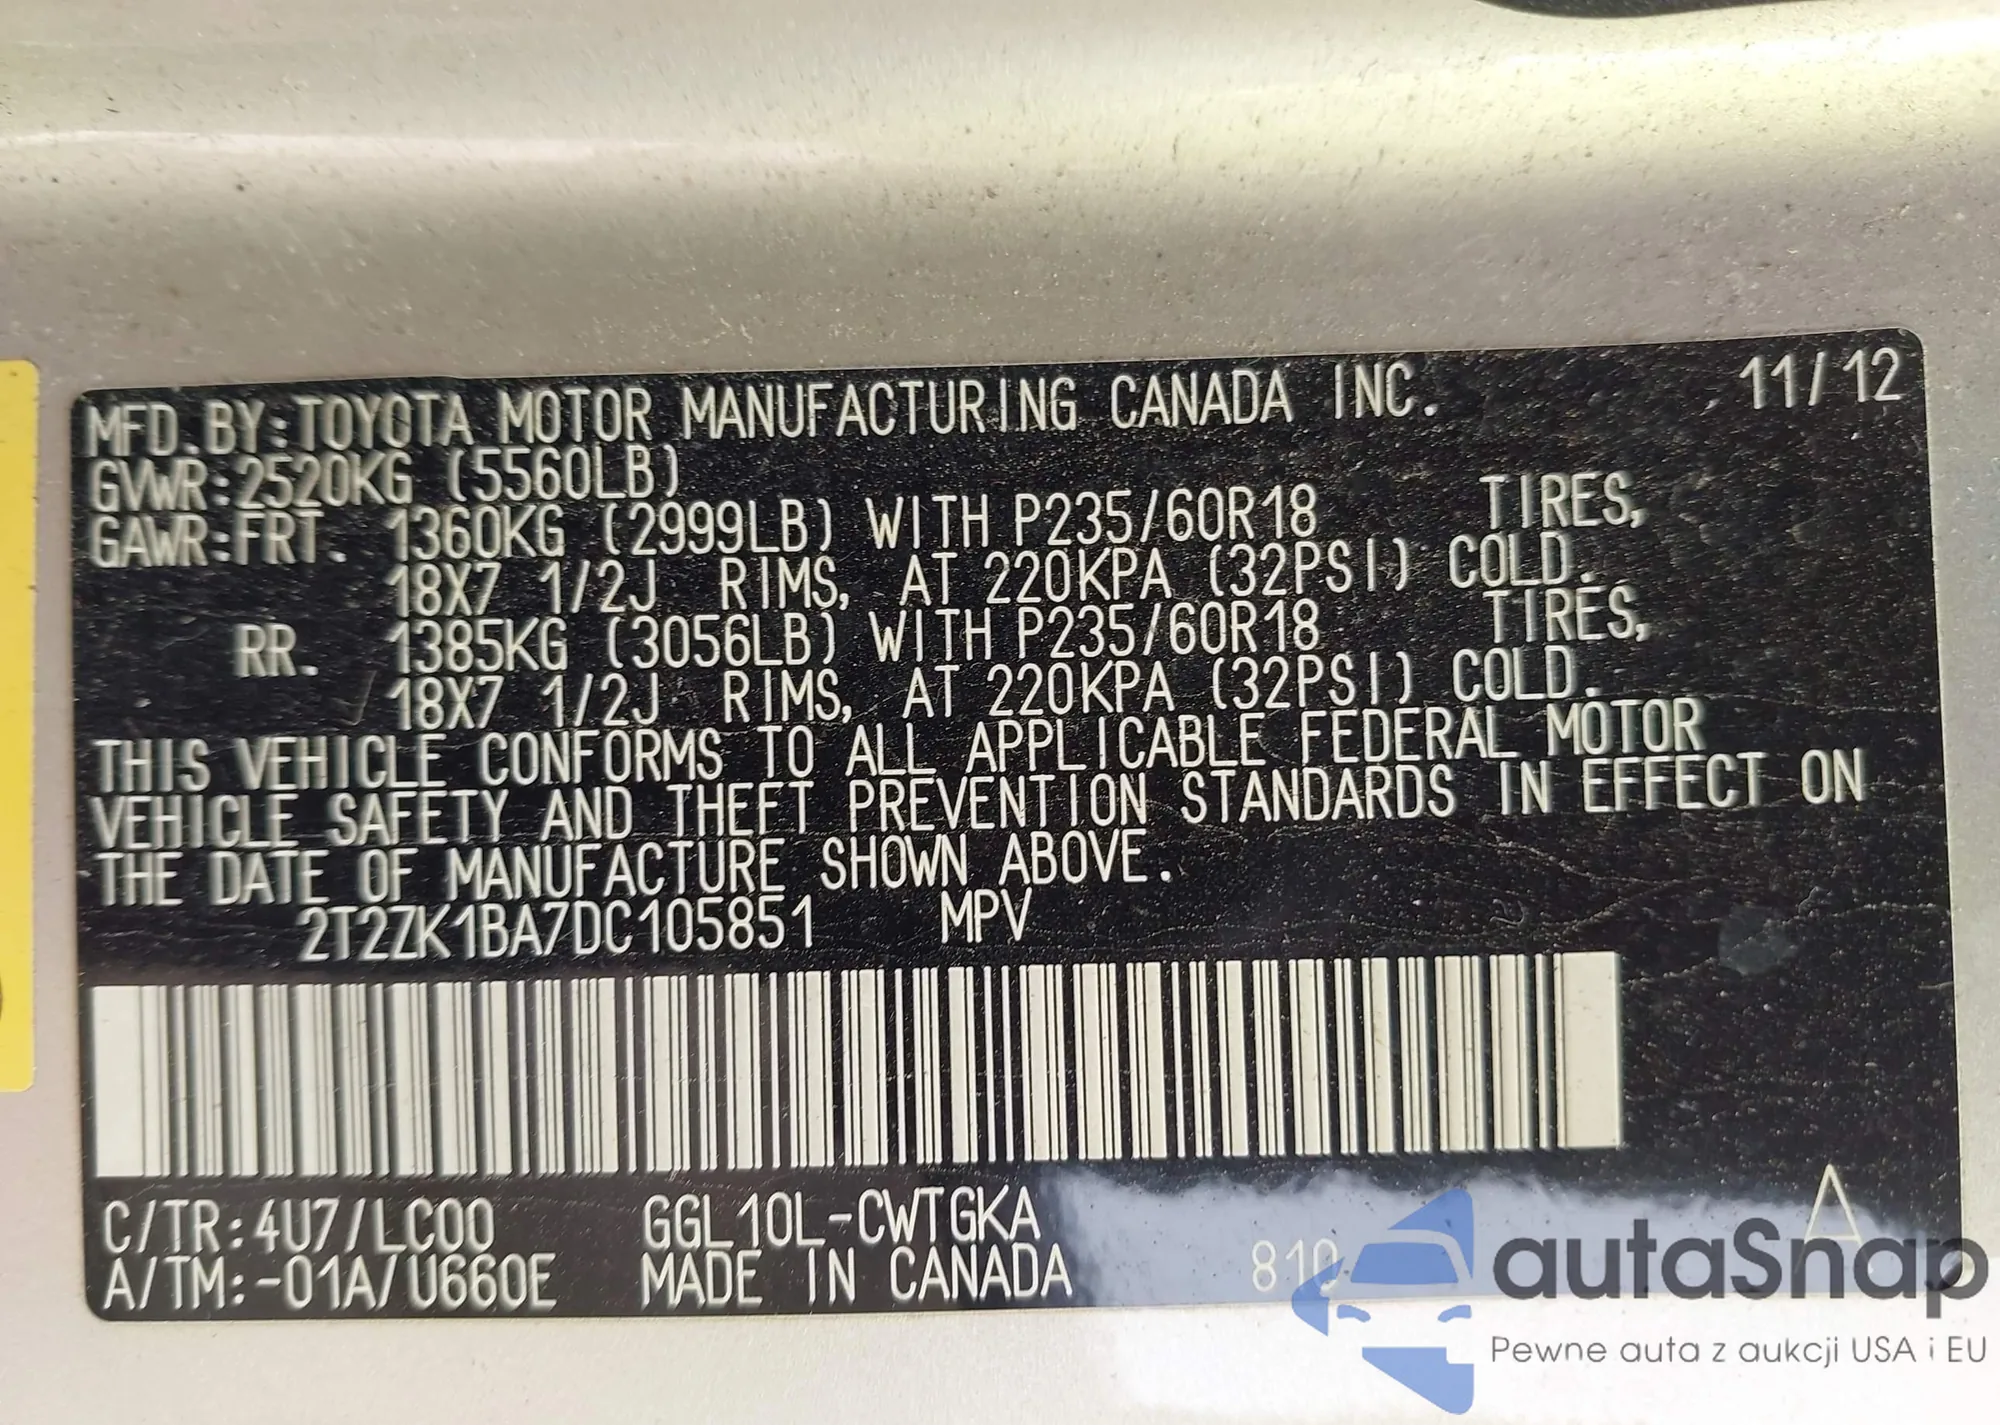 MFD.BY:TOYOTA MOTOR MANUFACTURING CANADA INC. 11/12
GVWR:2520KG (5560LB)
GAWR:FRT. 1360KG (2999LB) WITH P235/60R18 TIRES,
18X7 1/2J RIMS, AT 220KPA (32PSI) COLD.
RR. 1385KG (3056LB) WITH P235/60R18 TIRES,
18X7 1/2J RIMS, AT 220KPA (32PSI) COLD.
THIS VEHICLE CONFORMS TO ALL APPLICABLE FEDERAL MOTOR
VEHICLE SAFETY AND THEFT PREVENTION STANDARDS IN EFFECT ON
THE DATE OF MANUFACTURE SHOWN ABOVE.
2T2ZK1BA7DC105851 MPV
C/TR:4U7/LC00 GGL10L-CWTGKA A
A/TM:-01A/U660E MADE IN CANADA 810
autaSnap
Pewne auta z aukcji USA i EU